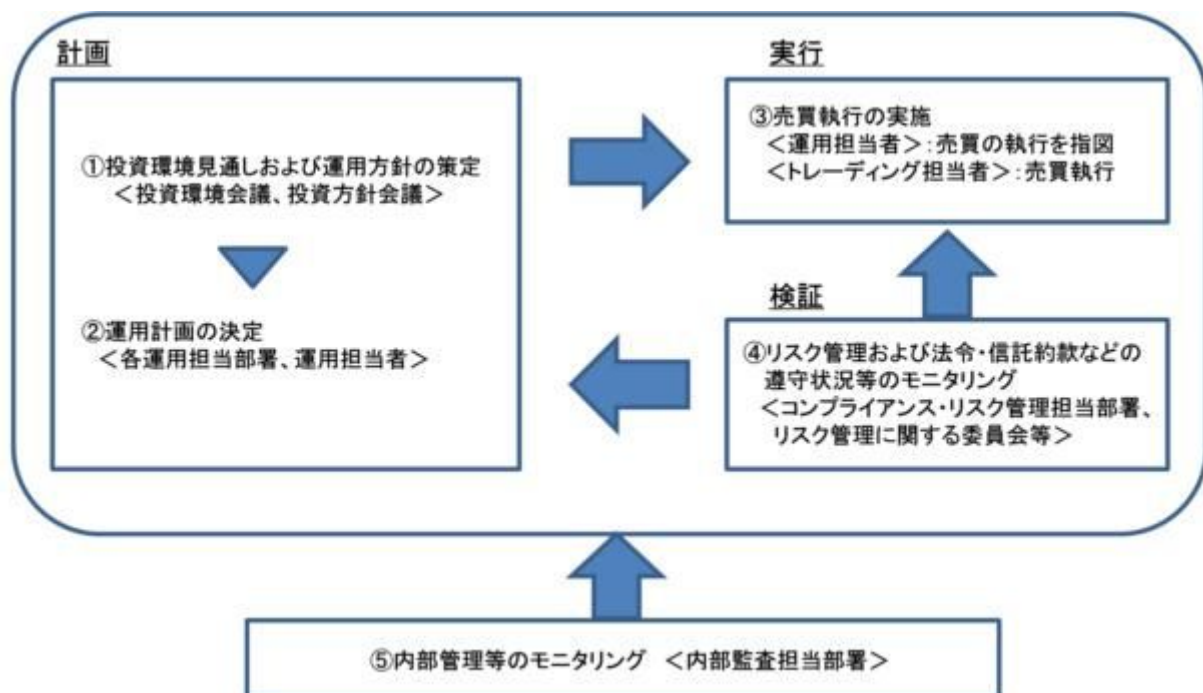 計画
①投資環境見通しおよび運用方針の策定
<投資環境会議、投資方針会議>
②運用計画の決定
<各運用担当部署、運用担当者>
実行
③売買執行の実施
<運用担当者>:売買の執行を指図
<トレーディング担当者>:売買執行
検証
④リスク管理および法令・信託約款などの
遵守状況等のモニタリング
<コンプライアンス・リスク管理担当部署、
リスク管理に関する委員会等>
⑤内部管理等のモニタリング <内部監査担当部署>